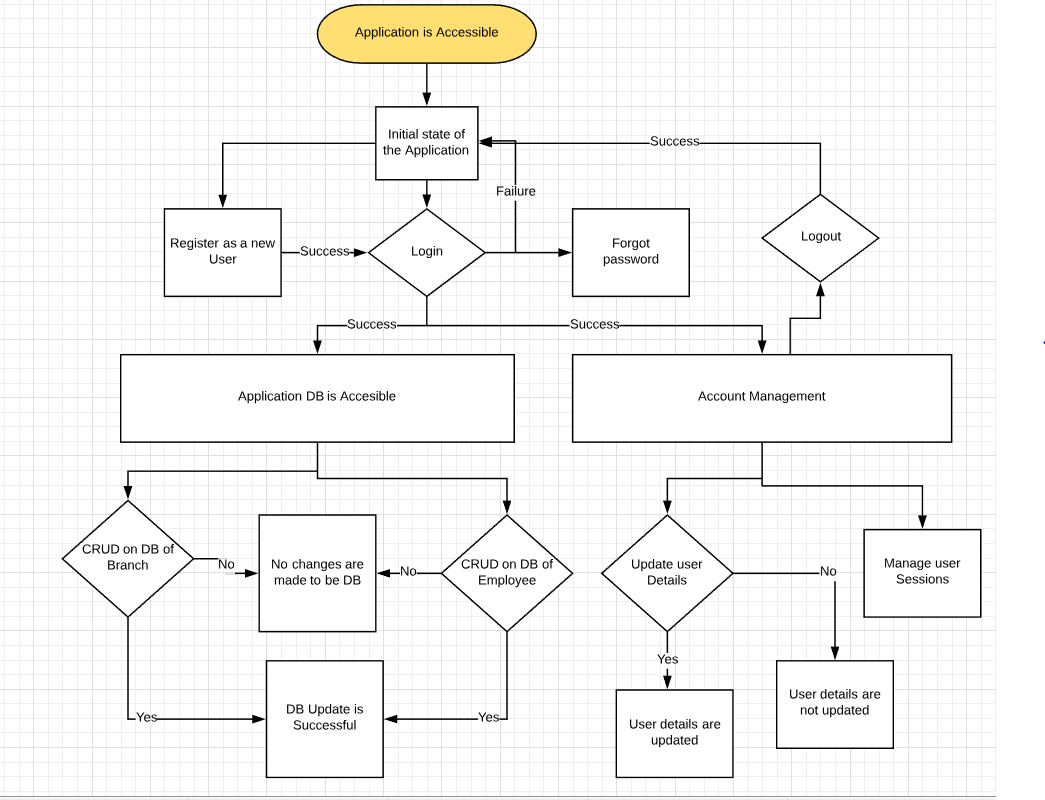 Application is Accessible
Initial state of
the Application
Success
Failure
Register as a new
User
Success
Login
Forgot
password
Logout
Success
Success
Application DB is Accesible
Account Management
CRUD on DB of
Branch
No
No changes are
made to be DB
No
CRUD on DB of
Employee
Update user
Details
No
Manage user
Sessions
Yes
DB Update is
Successful
Yes
Yes
User details are
updated
User details are
not updated